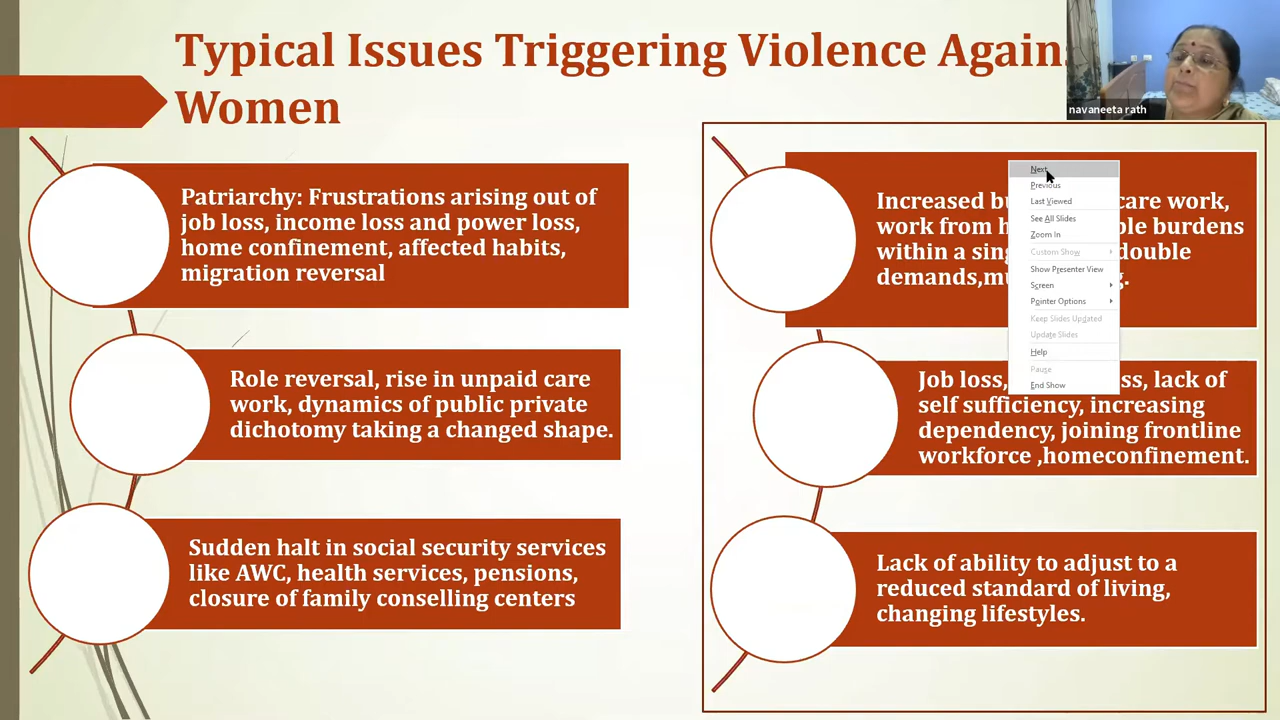 Typical Issues Triggering Violence Again
Women
navaneeta rath
Patriarchy: Frustrations arising out of
job loss, income loss and power loss,
home confinement, affected habits,
migration reversal
Role reversal, rise in unpaid care
work, dynamics of public private
dichotomy taking a changed shape.
Sudden halt in social security services
like AWC, health services, pensions,
closure of family conselling centers
Increased care work,
work from burdens
within a double
demands,
Job loss, lack of
self sufficiency, increasing
dependency, joining frontline
workforce ,homeconfinement.
Lack of ability to adjust to a
reduced standard of living,
changing lifestyles.
Next
Previous
Last Viewed
See All Slides
Zoom In
Custom Show
Show Presenter View
Screen
Pointer Options
Keep Slides Updated
Update Slides
Help
Pause
End Show